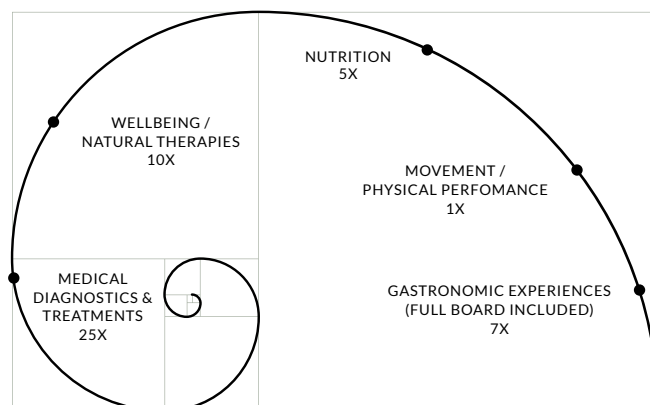 NUTRITION
5X
WELLBEING /
NATURAL THERAPIES
10X
MOVEMENT /
PHYSICAL PERFOMANCE
1X
MEDICAL
DIAGNOSTICS &
TREATMENTS
25X
GASTRONOMIC EXPERIENCES
(FULL BOARD INCLUDED)
7X